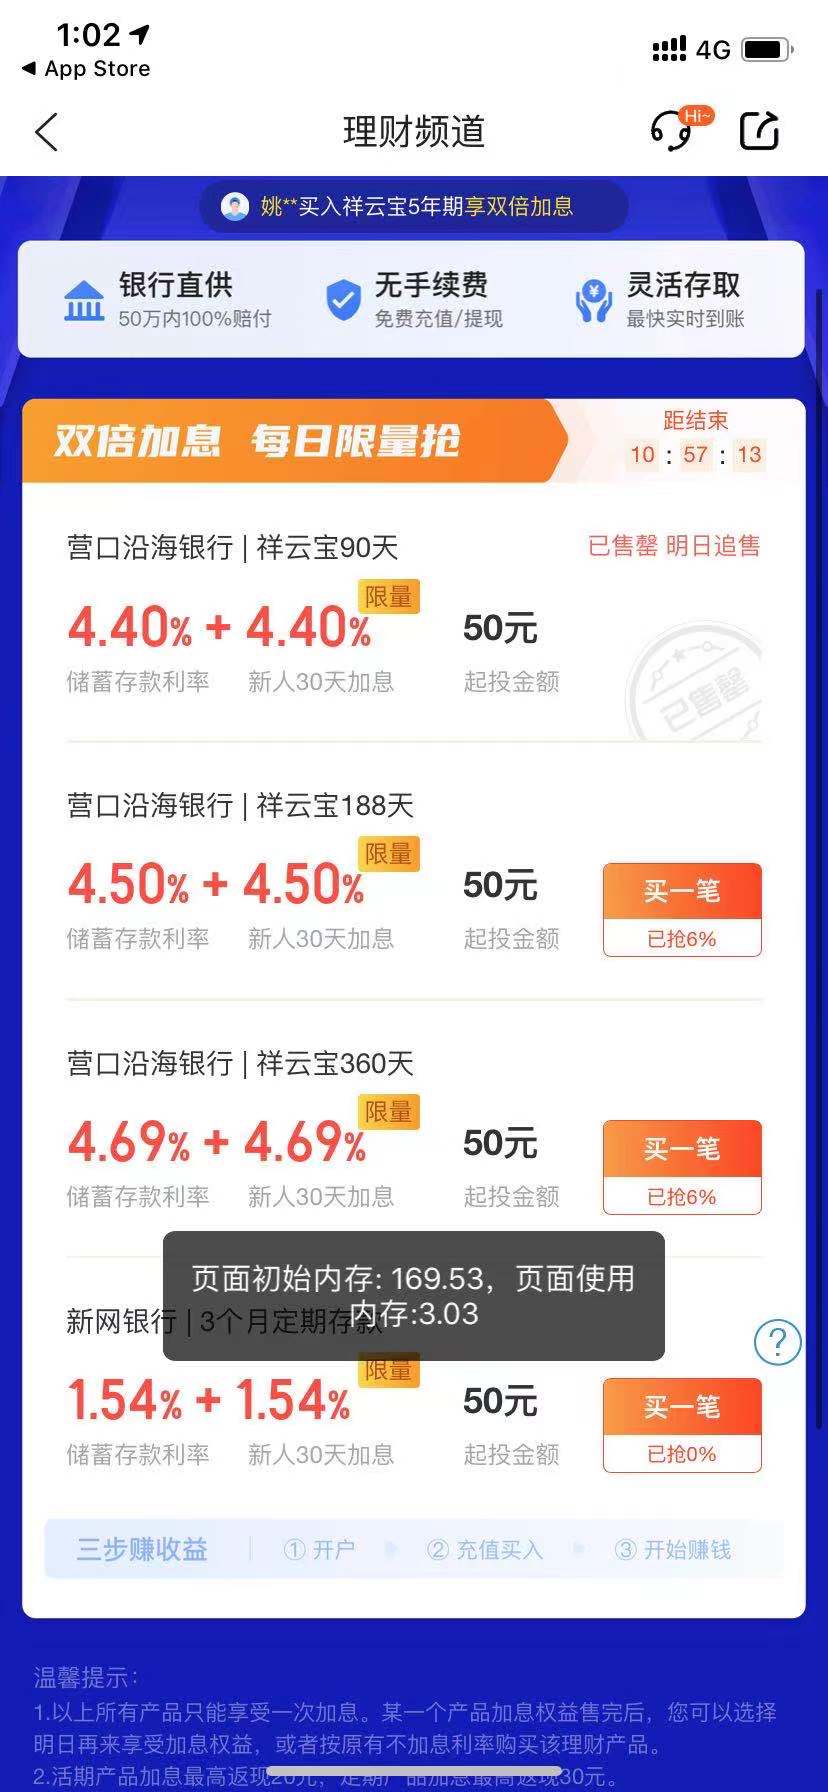 1:02
4G
◀ App Store
理财频道
Hi~
姚**买入祥云宝5年期享双倍加息
银行直供
50万内100%赔付
无手续费
免费充值/提现
灵活存取
最快实时到账
双倍加息 每日限量抢
距结束
10 : 57 : 13
营口沿海银行 | 祥云宝90天
已售罄 明日追售
限量
4.40% + 4.40%
50元
储蓄存款利率
新人30天加息
起投金额
已售罄
营口沿海银行 | 祥云宝188天
限量
4.50% + 4.50%
50元
买一笔
储蓄存款利率
新人30天加息
起投金额
已抢6%
营口沿海银行 | 祥云宝360天
限量
4.69% + 4.69%
50元
买一笔
储蓄存款利率
新人30天加息
起投金额
已抢6%
页面初始内存: 169.53，页面使用
内存:3.03
新网银行 | 3个月定期存款
?
限量
1.54% + 1.54%
50元
买一笔
储蓄存款利率
新人30天加息
起投金额
已抢0%
三步赚收益
① 开户
② 充值买入
③ 开始赚钱
温馨提示：
1.以上所有产品只能享受一次加息。某一个产品加息权益售完后，您可以选择
明日再来享受加息权益，或者按原有不加息利率购买该理财产品。
2.活期产品加息最高返现20元，定期产品加息最高返现30元。